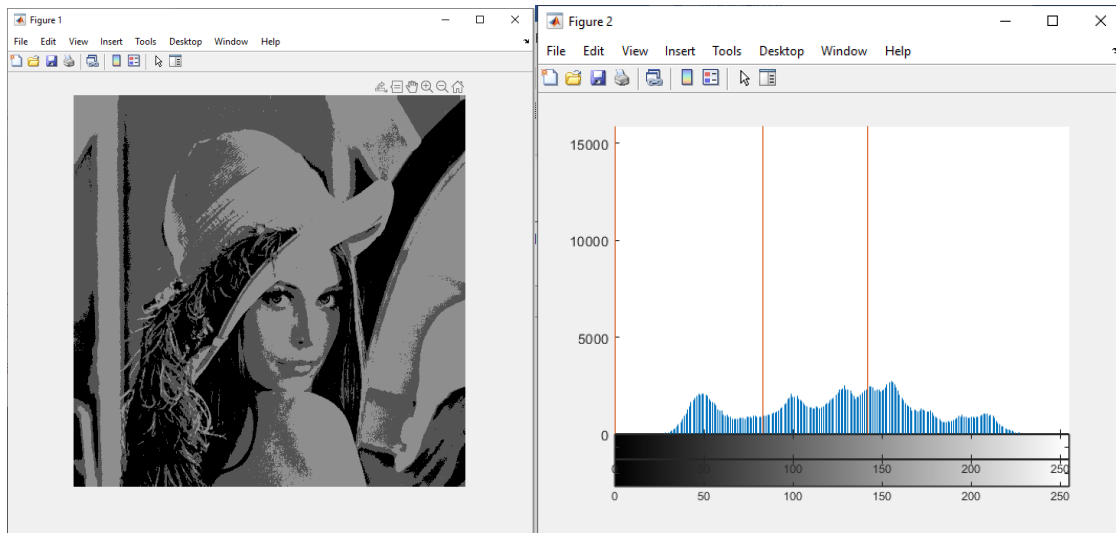 Figure 1
File Edit View Insert Tools Desktop Window Help
Figure 2
File Edit View Insert Tools Desktop Window Help
15000
10000
5000
0
0 50 100 150 200 250
0 50 100 150 200 250